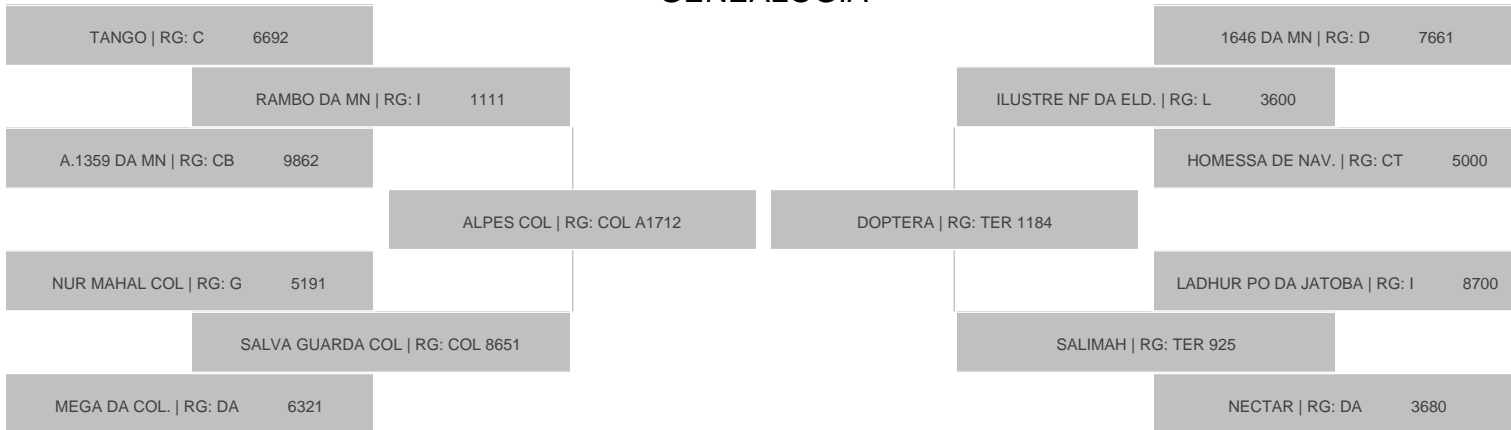 GENEALOGIA
TANGO | RG: C 6692
1646 DA MN | RG: D 7661
RAMBO DA MN | RG: I 1111
ILUSTRE NF DA ELD. | RG: L 3600
A.1359 DA MN | RG: CB 9862
HOMESSA DE NAV. | RG: CT 5000
ALPES COL | RG: COL A1712
DOPTERA | RG: TER 1184
NUR MAHAL COL | RG: G 5191
LADHUR PO DA JATOBA | RG: I 8700
SALVA GUARDA COL | RG: COL 8651
SALIMAH | RG: TER 925
MEGA DA COL. | RG: DA 6321
NECTAR | RG: DA 3680